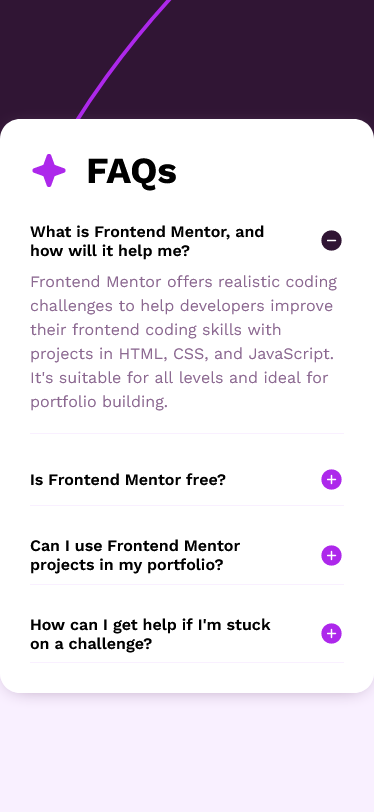 FAQs
What is Frontend Mentor, and
how will it help me?
Frontend Mentor offers realistic coding
challenges to help developers improve
their frontend coding skills with
projects in HTML, CSS, and JavaScript.
It's suitable for all levels and ideal for
portfolio building.
Is Frontend Mentor free?
Can I use Frontend Mentor
projects in my portfolio?
How can I get help if I'm stuck
on a challenge?